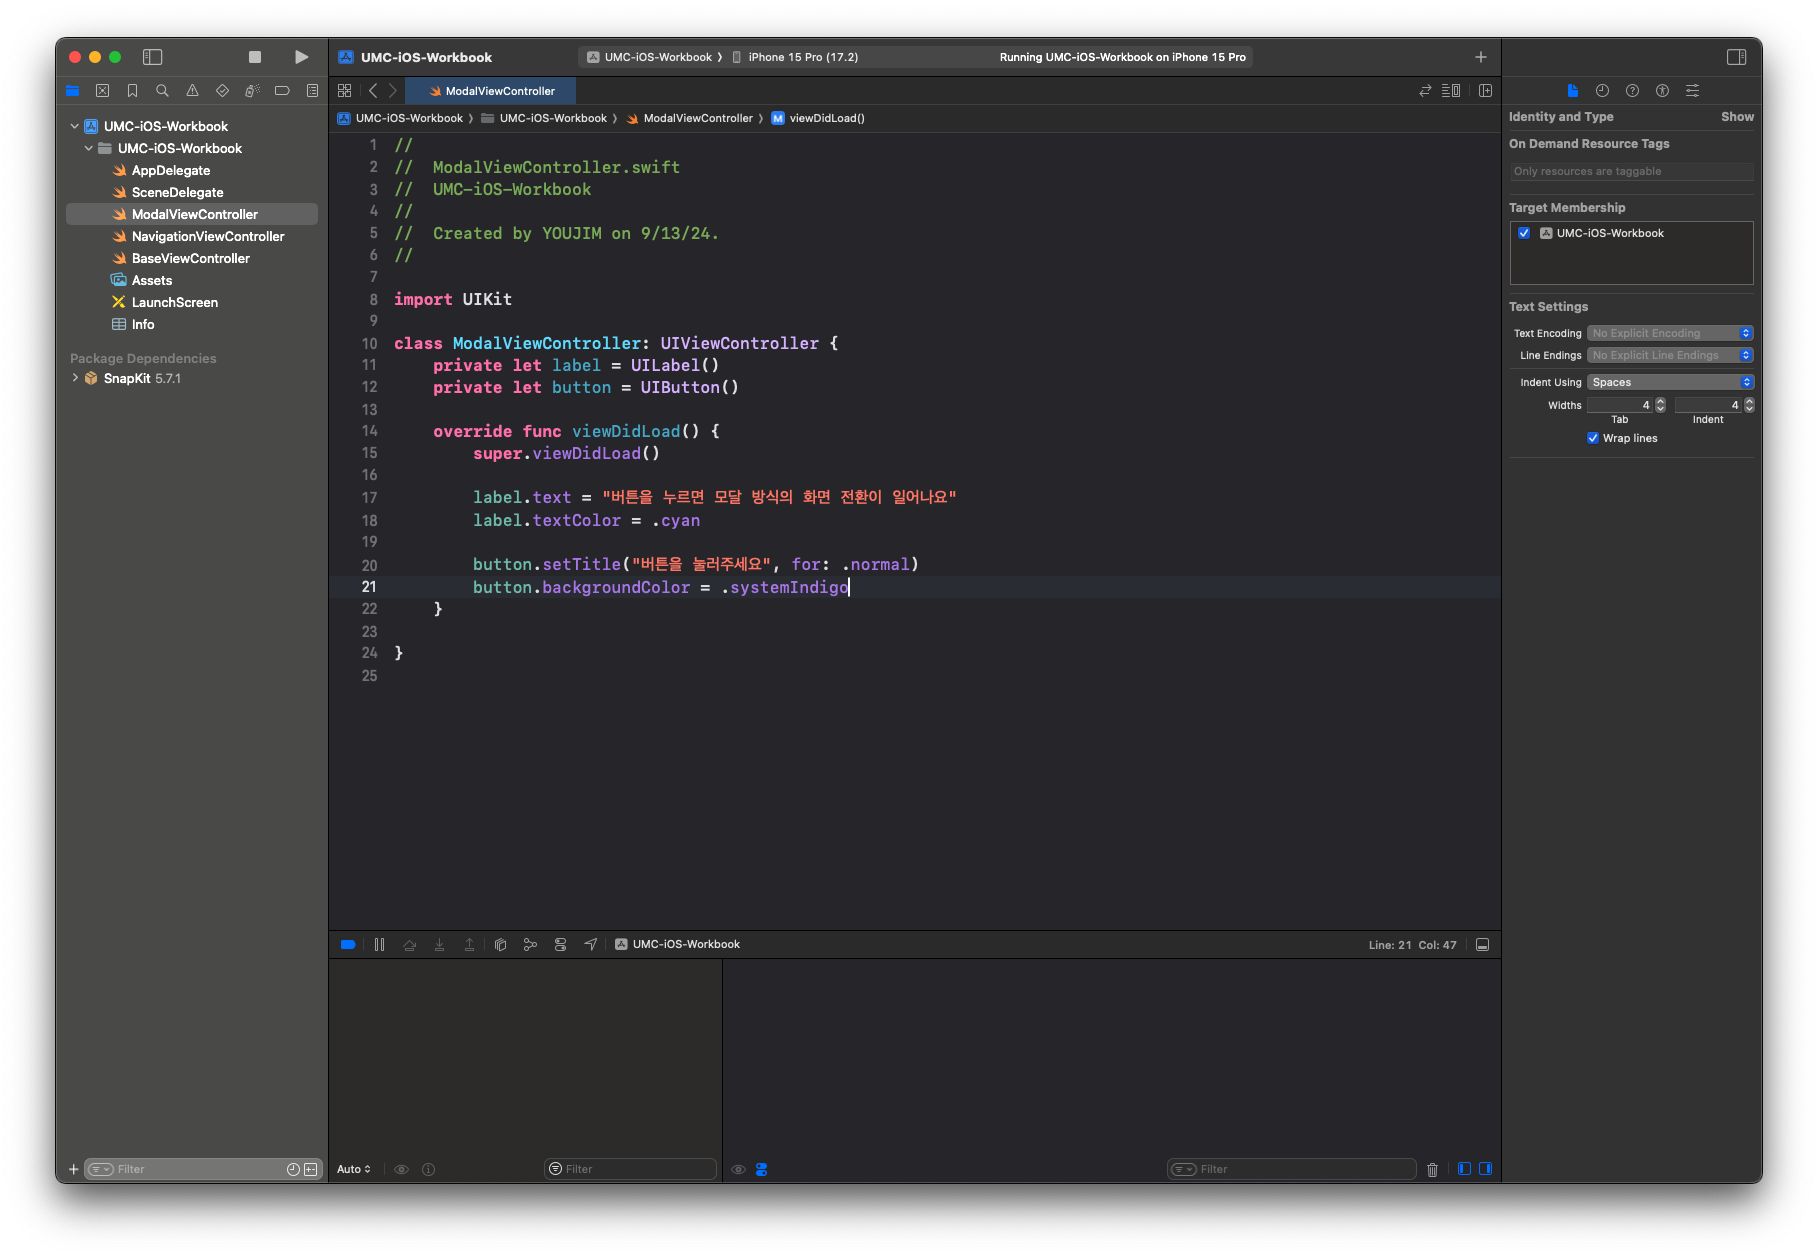 UMC-iOS-Workbook
UMC-iOS-Workbook 〉 iPhone 15 Pro (17.2)
Running UMC-iOS-Workbook on iPhone 15 Pro
ModalViewController
UMC-iOS-Workbook 〉 UMC-iOS-Workbook 〉 ModalViewController 〉 M viewDidLoad()
UMC-iOS-Workbook
UMC-iOS-Workbook
AppDelegate
SceneDelegate
ModalViewController
NavigationViewController
BaseViewController
Assets
LaunchScreen
Info
Package Dependencies
SnapKit 5.7.1
Filter
1 //
2 //  ModalViewController.swift
3 //  UMC-iOS-Workbook
4 //
5 //  Created by YOUJIM on 9/13/24.
6 //
7
8 import UIKit
9
10 class ModalViewController: UIViewController {
11     private let label = UILabel()
12     private let button = UIButton()
13
14     override func viewDidLoad() {
15         super.viewDidLoad()
16
17         label.text = "버튼을 누르면 모달 방식의 화면 전환이 일어나요"
18         label.textColor = .cyan
19
20         button.setTitle("버튼을 눌러주세요", for: .normal)
21         button.backgroundColor = .systemIndigo
22     }
23
24 }
25
UMC-iOS-Workbook
Line: 21 Col: 47
Auto
Filter
Filter
Identity and Type
Show
On Demand Resource Tags
Only resources are taggable
Target Membership
UMC-iOS-Workbook
Text Settings
Text Encoding No Explicit Encoding
Line Endings No Explicit Line Endings
Indent Using Spaces
Widths 4 4
Tab Indent
Wrap lines